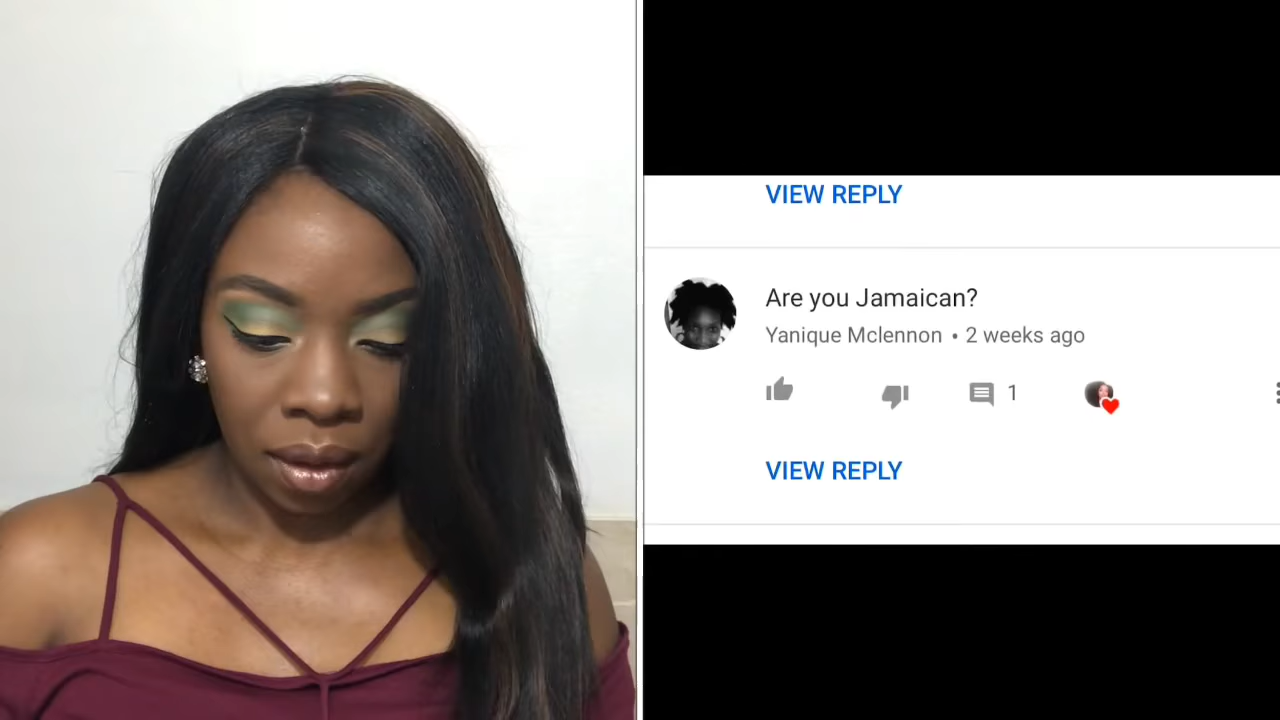 VIEW REPLY
Are you Jamaican?
Yanique Mclennon • 2 weeks ago
1
VIEW REPLY